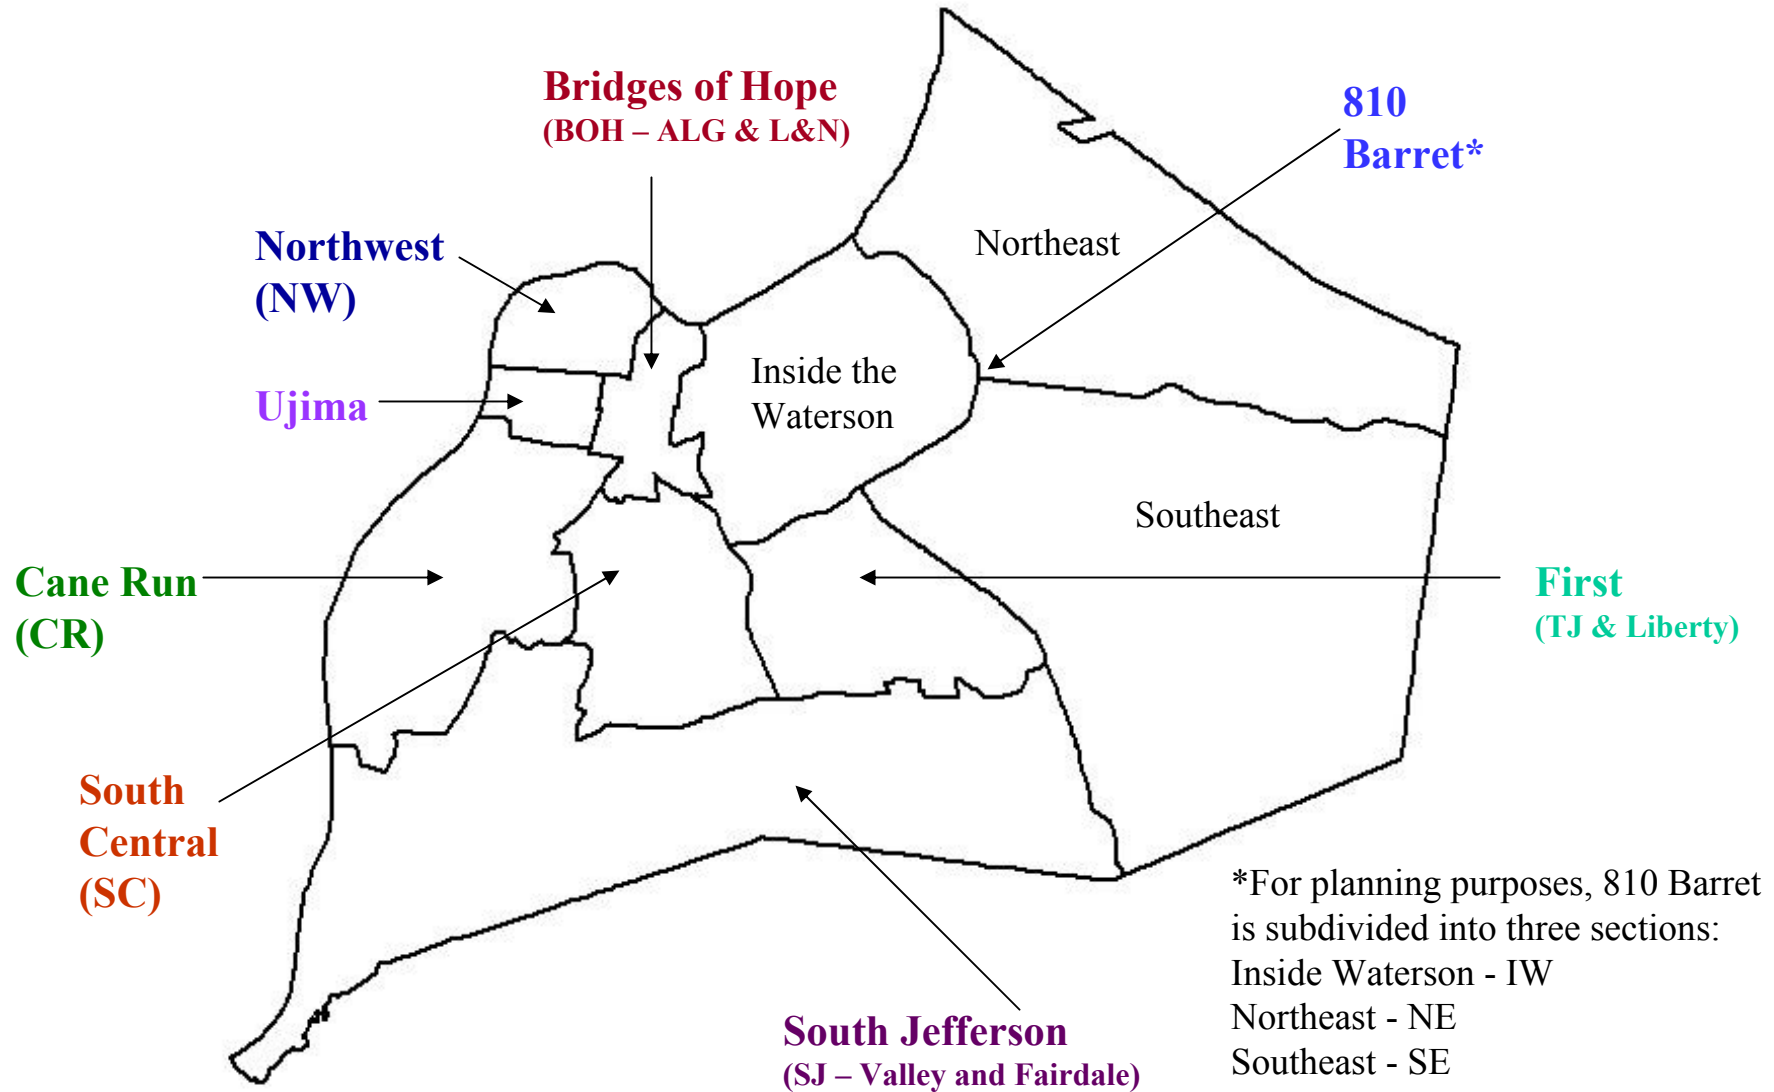 Bridges of Hope
(BOH – ALG & L&N)
810
Barret*
Northwest
(NW)
Northeast
Inside the
Waterson
Ujima
Southeast
Cane Run
(CR)
First
(TJ & Liberty)
South
Central
(SC)
*For planning purposes, 810 Barret
is subdivided into three sections:
Inside Waterson - IW
Northeast - NE
Southeast - SE
South Jefferson
(SJ – Valley and Fairdale)